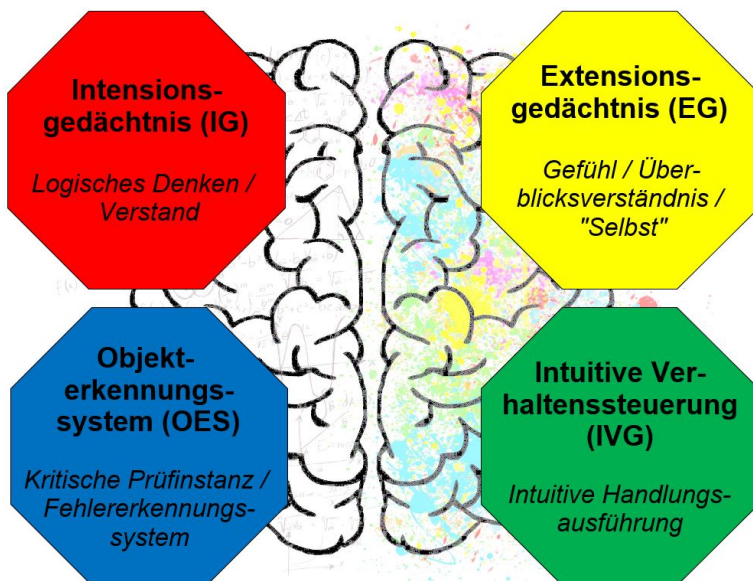 Intensions-
gedächtnis (IG)
Logisches Denken /
Verstand
Extensions-
gedächtnis (EG)
Gefühl / Über-
blicksverständnis /
"Selbst"
Objekt-
erkennungs-
system (OES)
Kritische Prüfinstanz /
Fehlererkennungs-
system
Intuitive Ver-
haltenssteuerung
(IVG)
Intuitive Handlungs-
ausführung